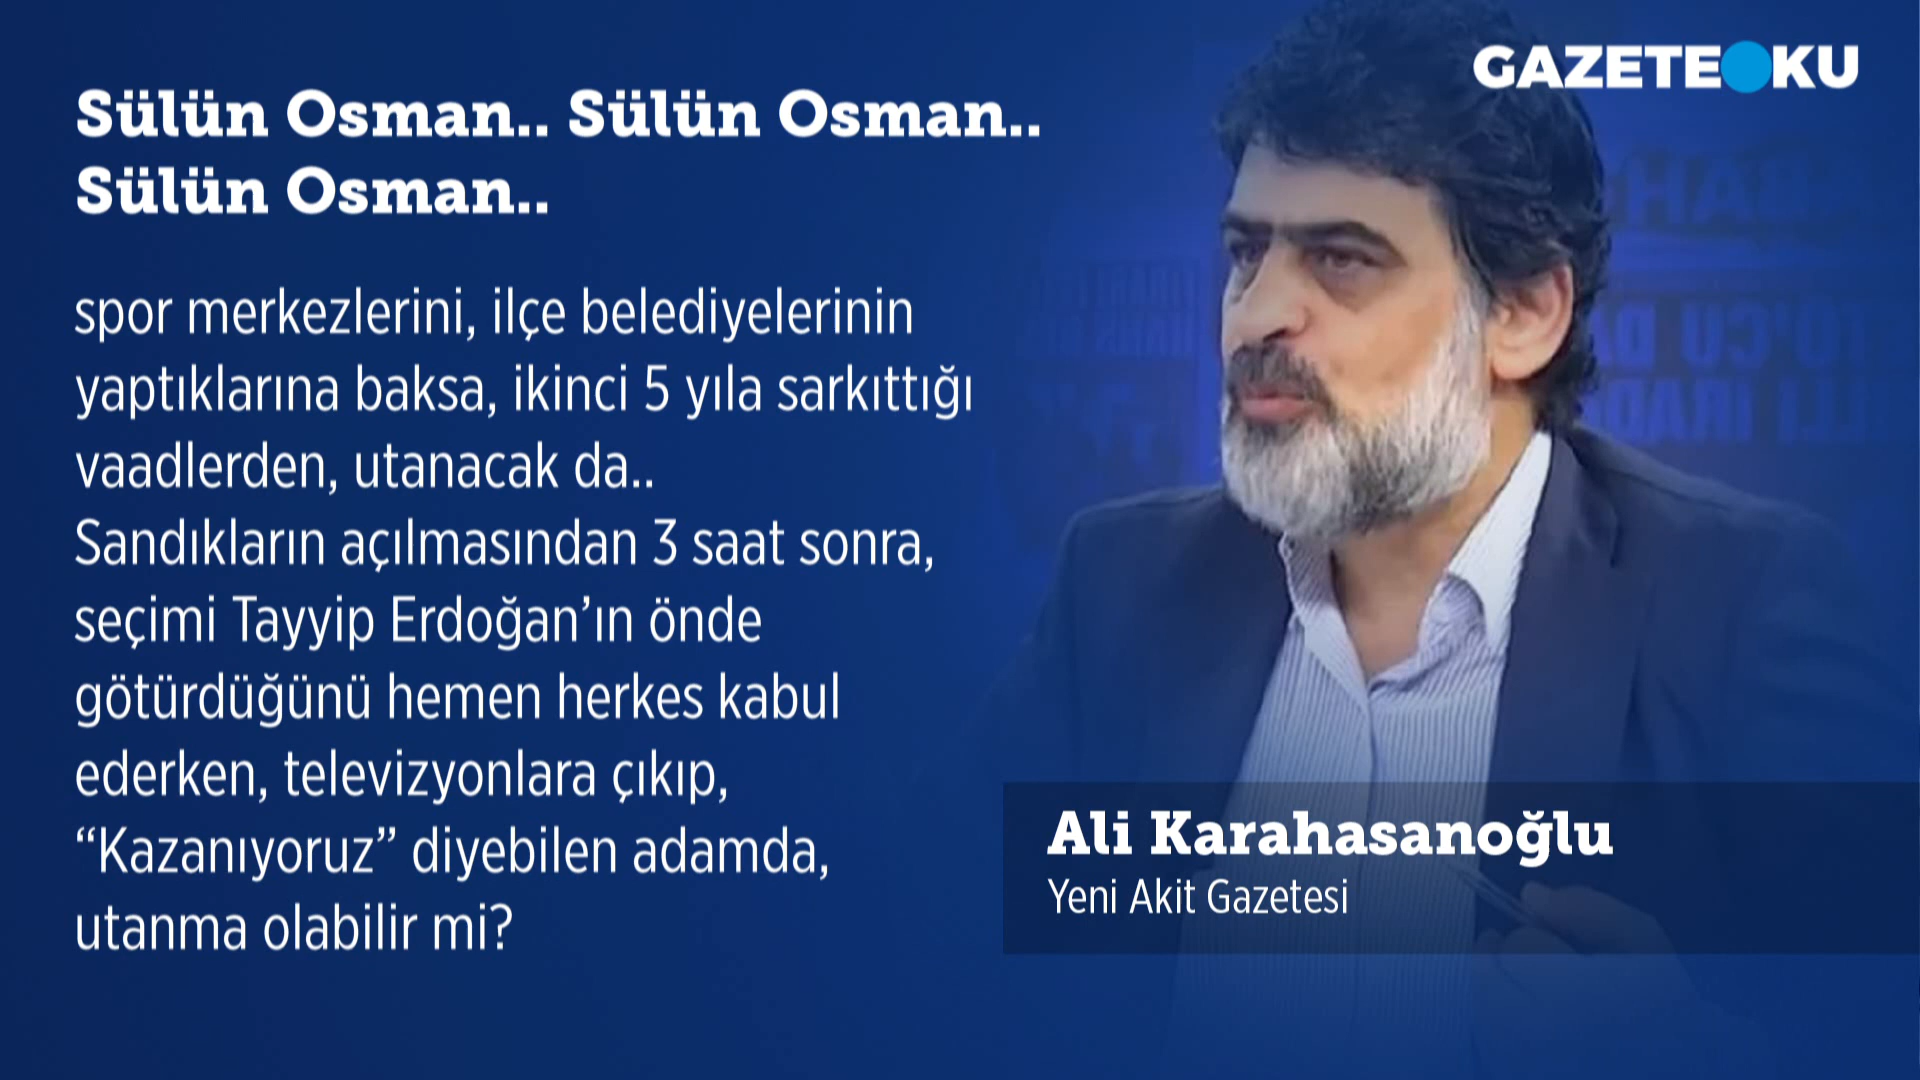 GAZETEOKU
Sülün Osman.. Sülün Osman..
Sülün Osman..
spor merkezlerini, ilçe belediyelerinin
yaptıklarına baksa, ikinci 5 yıla sarkıttığı
vaadlerden, utanacak da..
Sandıkların açılmasından 3 saat sonra,
seçimi Tayyip Erdoğan’ın önde
götürdüğünü hemen herkes kabul
ederken, televizyonlara çıkıp,
“Kazanıyoruz” diyebilen adamda,
utanma olabilir mi?
Ali Karahasanoğlu
Yeni Akit Gazetesi